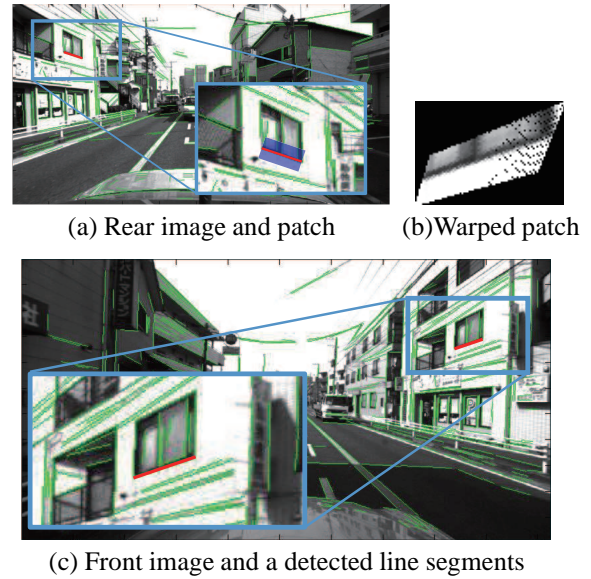 (a) Rear image and patch
(b)Warped patch
(c) Front image and a detected line segments